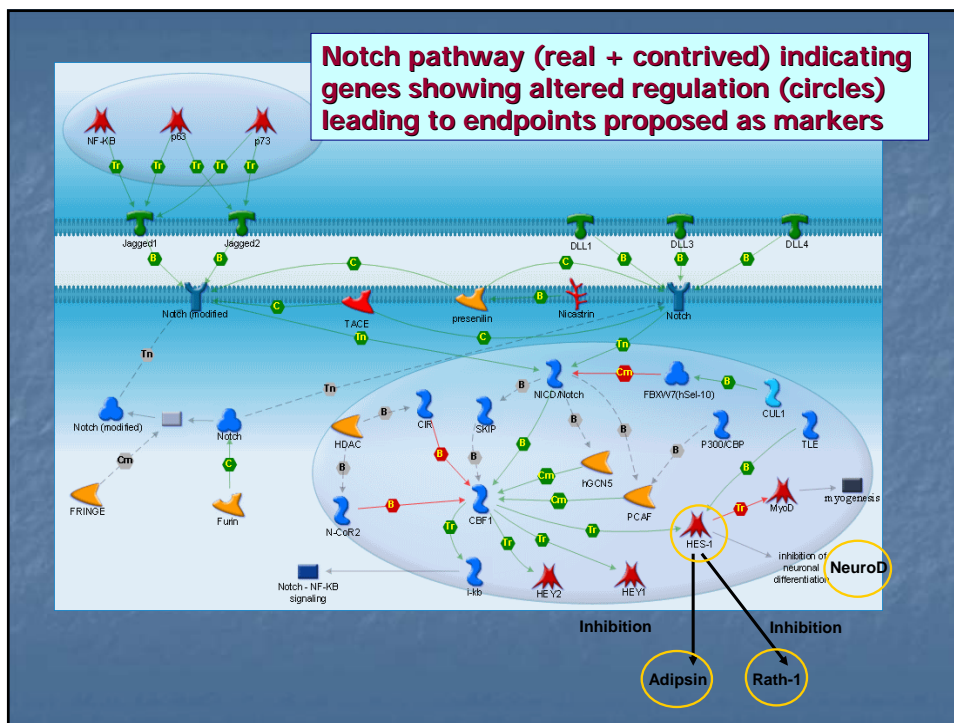 Notch pathway (real + contrived) indicating
genes showing altered regulation (circles)
leading to endpoints proposed as markers
NF-KB
p63
p73
Tr
Tr
Tr
Tr
Jagged1
Jagged2
DLL1
DLL3
DLL4
B
B
C
C
B
B
B
Notch (modified
C
TACE
presenilin
B
Nicastrin
Notch
Tn
C
Tn
Tn
Tn
NICD/Notch
Cm
FBXW7(hSel-10)
B
CUL1
Notch (modified)
Notch
HDAC
B
CIR
SKIP
B
B
B
P300/CBP
TLE
Cm
C
B
B
B
B
Cm
hGCN5
B
B
FRINGE
Furin
N-CoR2
B
CBF1
Cm
PCAF
Tr
Tr
Tr
Tr
HES-1
Tr
MyoD
myogenesis
Notch - NF-KB
signaling
I-kb
HEY2
HEY1
inhibition of
neuronal
differentiation
NeuroD
Inhibition
Inhibition
Adipsin
Rath-1